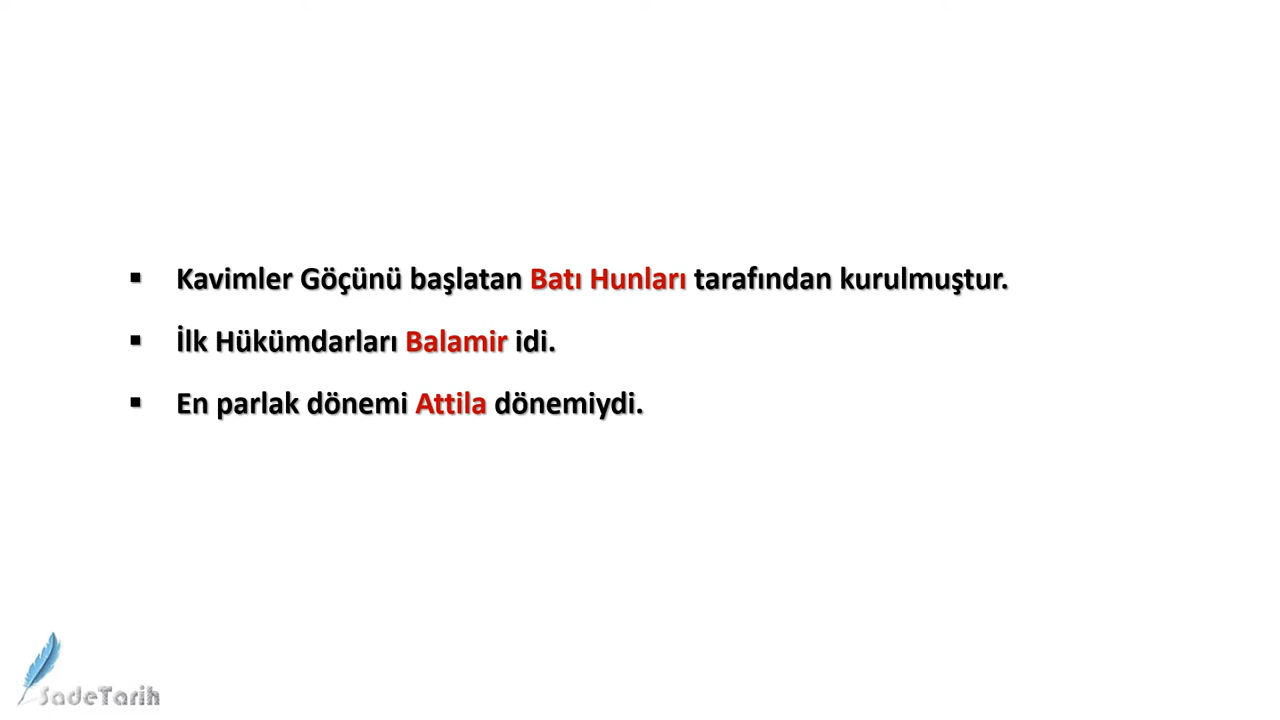 ▪ Kavimler Göçünü başlatan Batı Hunları tarafından kurulmuştur.
▪ İlk Hükümdarları Balamir idi.
▪ En parlak dönemi Attila dönemiydi.
SadeTarih